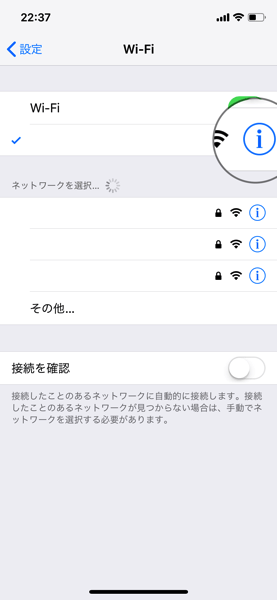 22:37
設定
Wi-Fi
Wi-Fi
ネットワークを選択...
その他...
接続を確認
接続したことのあるネットワークに自動的に接続します。接続
したことのあるネットワークが見つからない場合は、手動でネ
ットワークを選択する必要があります。